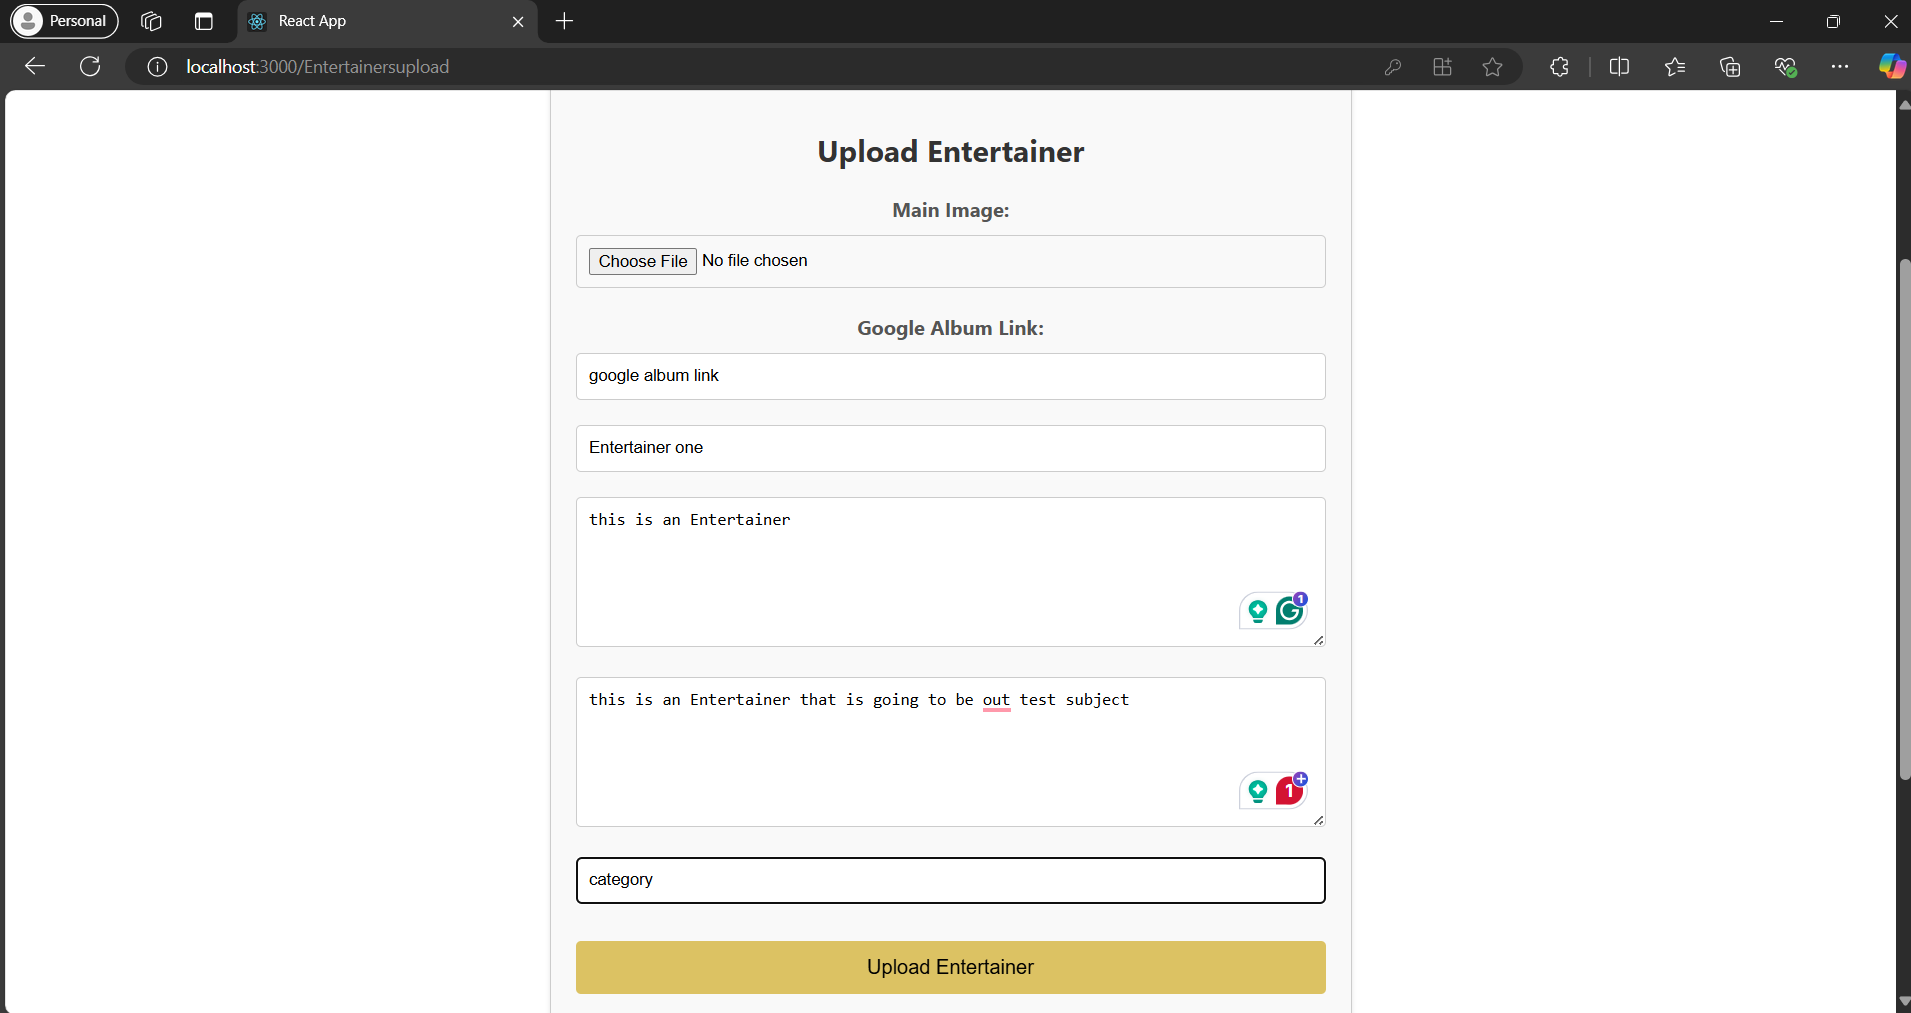 Personal
React App
localhost:3000/Entertainersupload
Upload Entertainer
Main Image:
Choose File No file chosen
Google Album Link:
google album link
Entertainer one
this is an Entertainer
1
this is an Entertainer that is going to be out test subject
1
category
Upload Entertainer